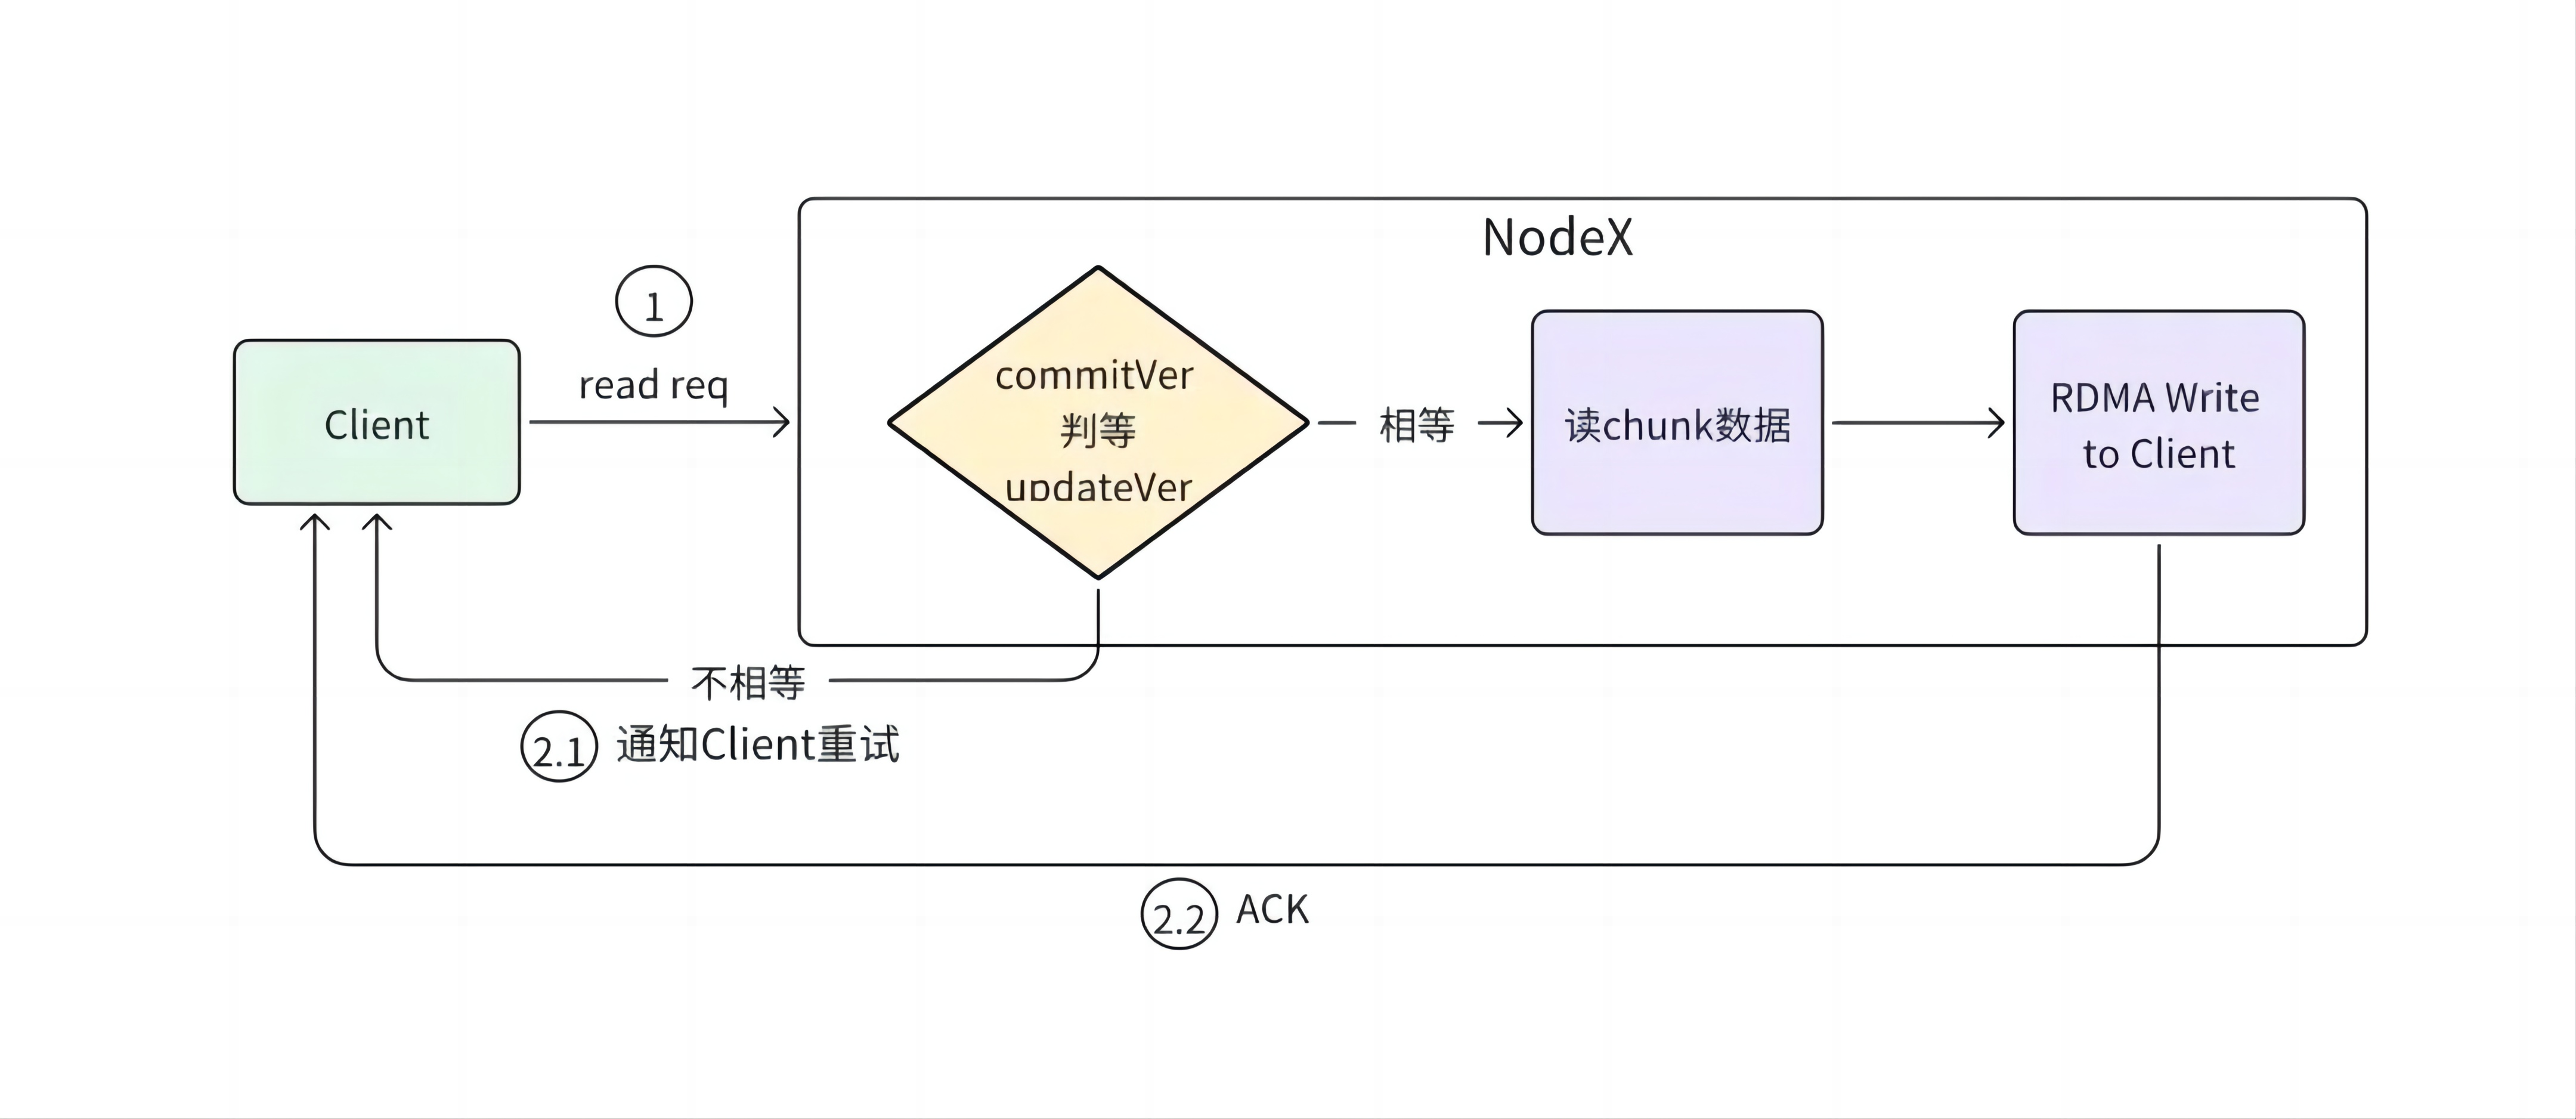 NodeX
1
read req
Client
commitVer
判等
updateVer
相等
读chunk数据
RDMA Write
to Client
不相等
2.1 通知Client重试
2.2 ACK